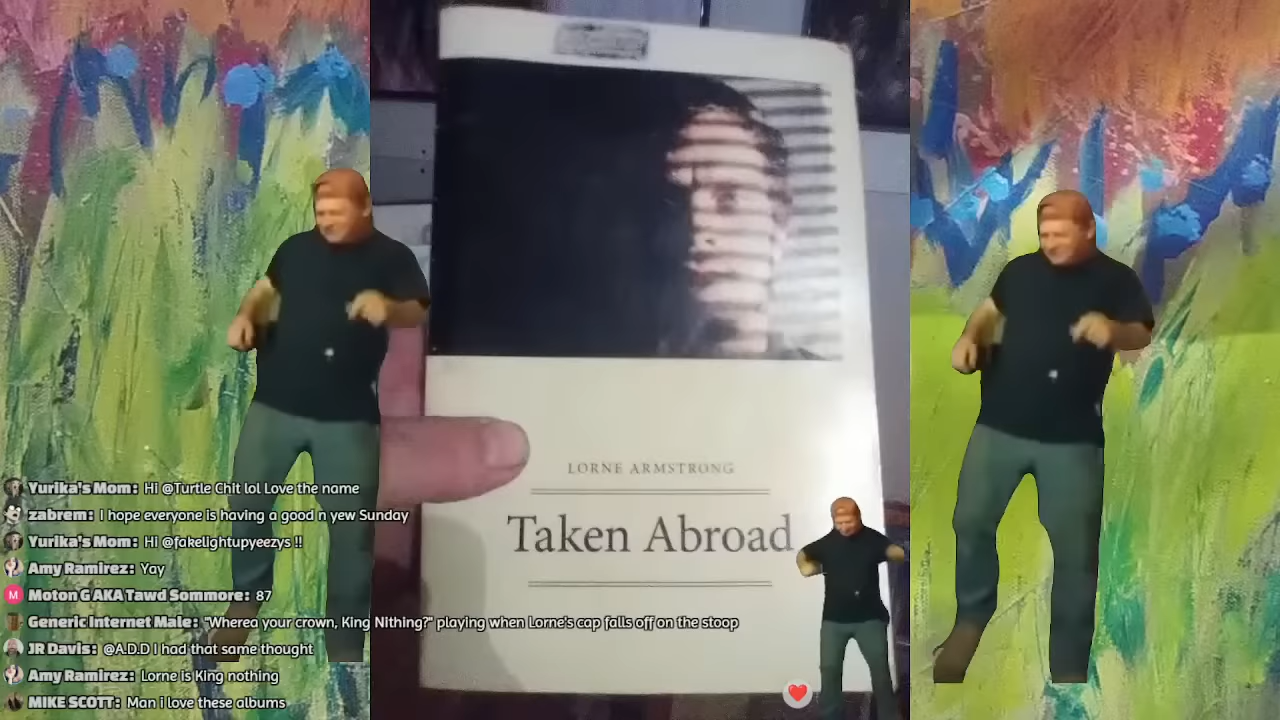 LORNE ARMSTRONG
Taken Abroad
Yurika's Mom: Hi @Turtle Chit lol Love the name
zabrem: I hope everyone is having a good n yew Sunday
Yurika's Mom: Hi @fakelightupyeezys !!
Amy Ramirez: Yay
M Moton G AKA Tawd Sommore: 87
Generic Internet Male: "Wherea your crown, King Nithing?" playing when Lorne's cap falls off on the stoop
JR Davis: @A.D.D I had that same thought
Amy Ramirez: Lorne is King nothing
MIKE SCOTT: Man i love these albums